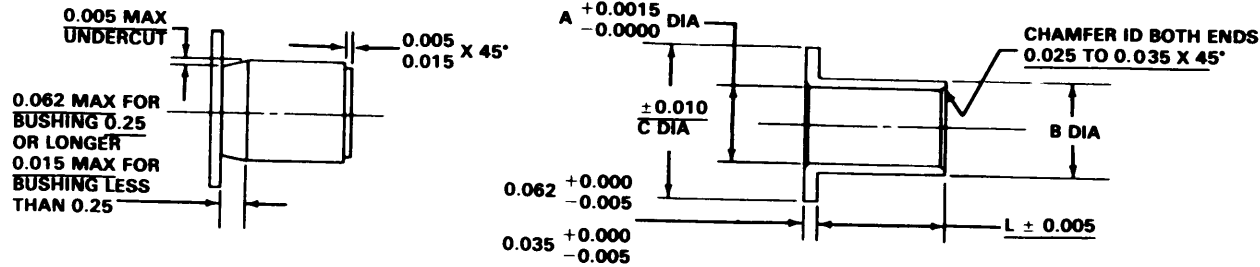 0.005 MAX
UNDERCUT
0.005
0.015 X 45°
0.062 MAX FOR
BUSHING 0.25
OR LONGER
0.015 MAX FOR
BUSHING LESS
THAN 0.25
A +0.0015
-0.0000 DIA
CHAMFER ID BOTH ENDS
0.025 TO 0.035 X 45°
±0.010
C DIA
B DIA
0.062 +0.000
-0.005
L ± 0.005
0.035 +0.000
-0.005